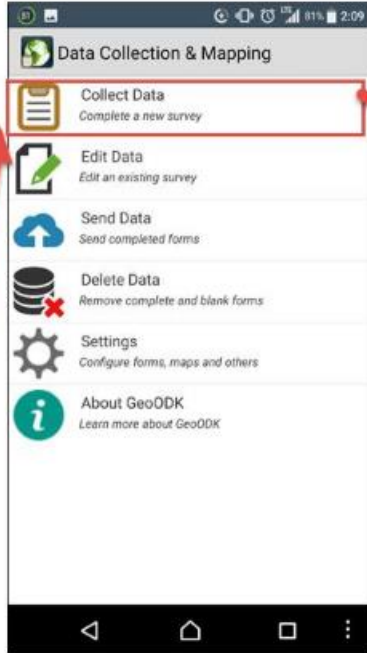 81% 2:09
Data Collection & Mapping
Collect Data
Complete a new survey
Edit Data
Edit an existing survey
Send Data
Send completed forms
Delete Data
Remove complete and blank forms
Settings
Configure forms, maps and others
About GeoODK
Learn more about GeoODK